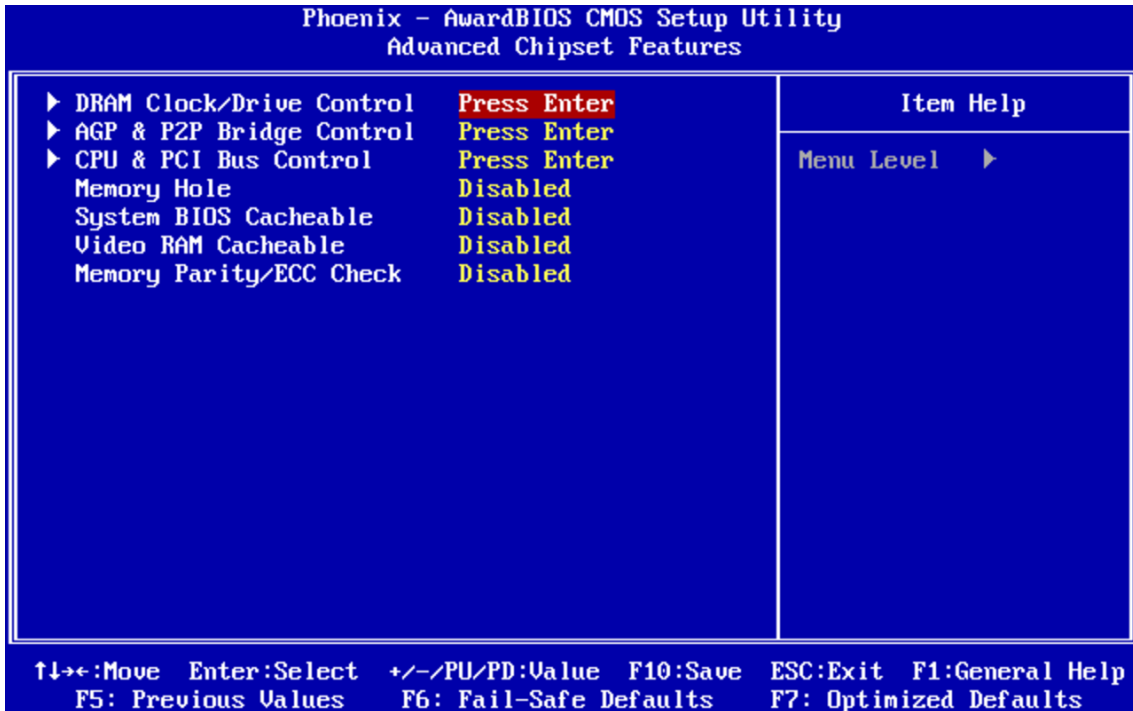 Phoenix - AwardBIOS CMOS Setup Utility
Advanced Chipset Features
▶ DRAM Clock/Drive Control Press Enter
▶ AGP & P2P Bridge Control Press Enter
▶ CPU & PCI Bus Control Press Enter
Memory Hole Disabled
System BIOS Cacheable Disabled
Video RAM Cacheable Disabled
Memory Parity/ECC Check Disabled
Item Help
Menu Level ▶
↑↓→←:Move Enter:Select +/-/PU/PD:Value F10:Save ESC:Exit F1:General Help
F5: Previous Values F6: Fail-Safe Defaults F7: Optimized Defaults